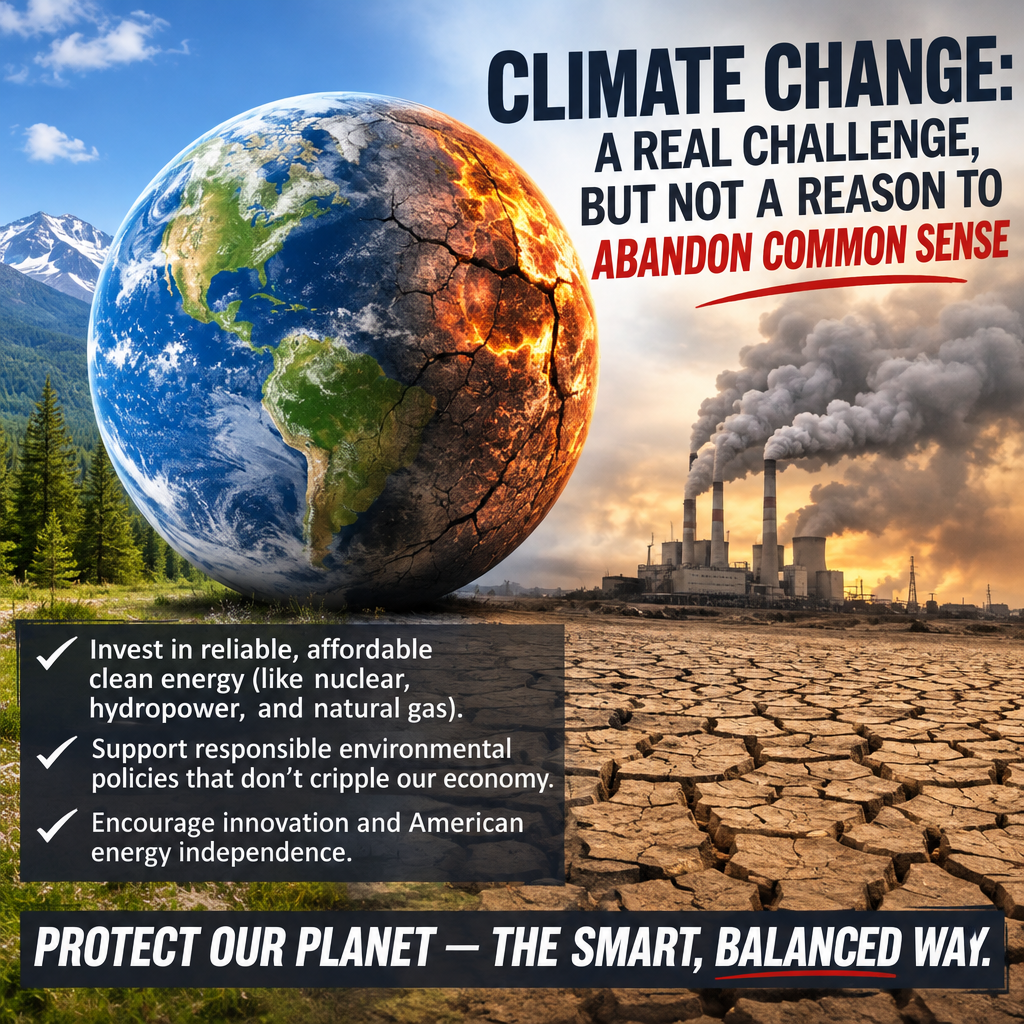 CLIMATE CHANGE:
A REAL CHALLENGE,
BUT NOT A REASON TO
ABANDON COMMON SENSE
✓ Invest in reliable, affordable
clean energy (like nuclear,
hydropower, and natural gas).
✓ Support responsible environmental
policies that don't cripple our economy.
✓ Encourage innovation and American
energy independence.
PROTECT OUR PLANET — THE SMART, BALANCED WAY.